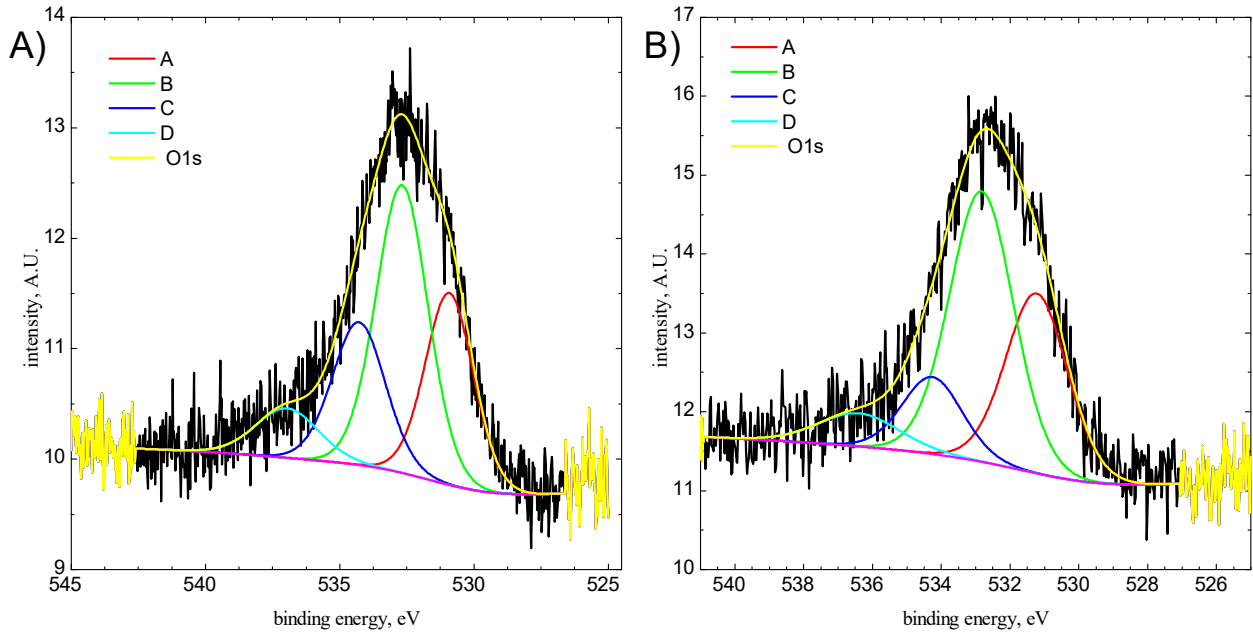 A)
14
13
12
11
10
9
intensity, A.U.
A
B
C
D
O1s
545
540
535
530
525
binding energy, eV
B)
17
16
15
14
13
12
11
10
intensity, A.U.
A
B
C
D
O1s
540
538
536
534
532
530
528
526
binding energy, eV